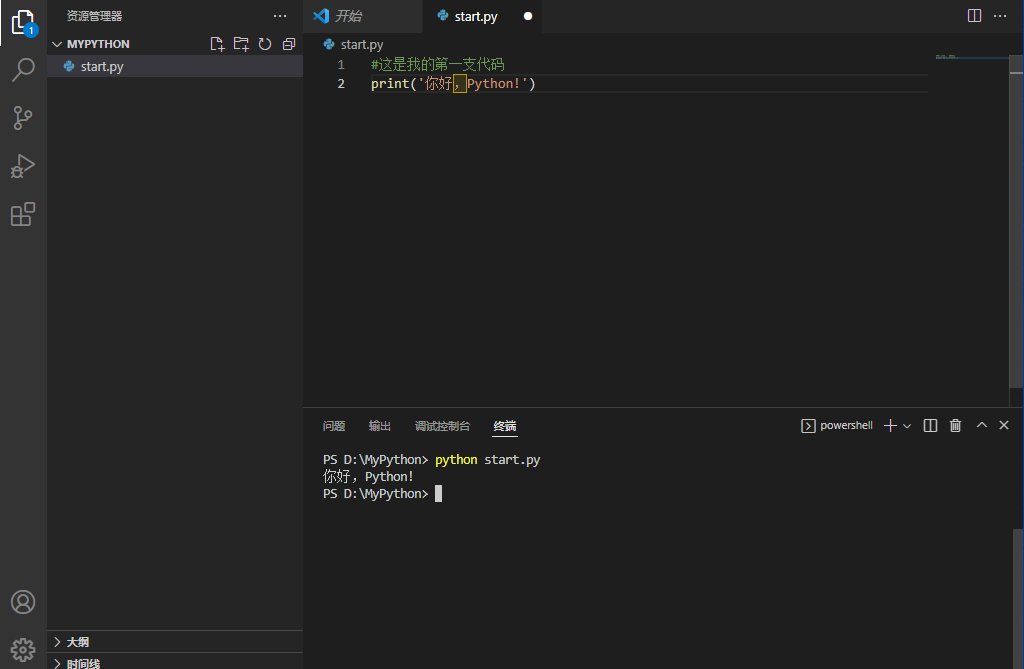 资源管理器
开始
start.py
1
MYPYTHON
start.py
start.py
1 #这是我的第一支代码
2 print('你好，Python!')
问题 输出 调试控制台 终端 powershell
PS D:\MyPython> python start.py
你好，Python!
PS D:\MyPython>
大纲
时间线